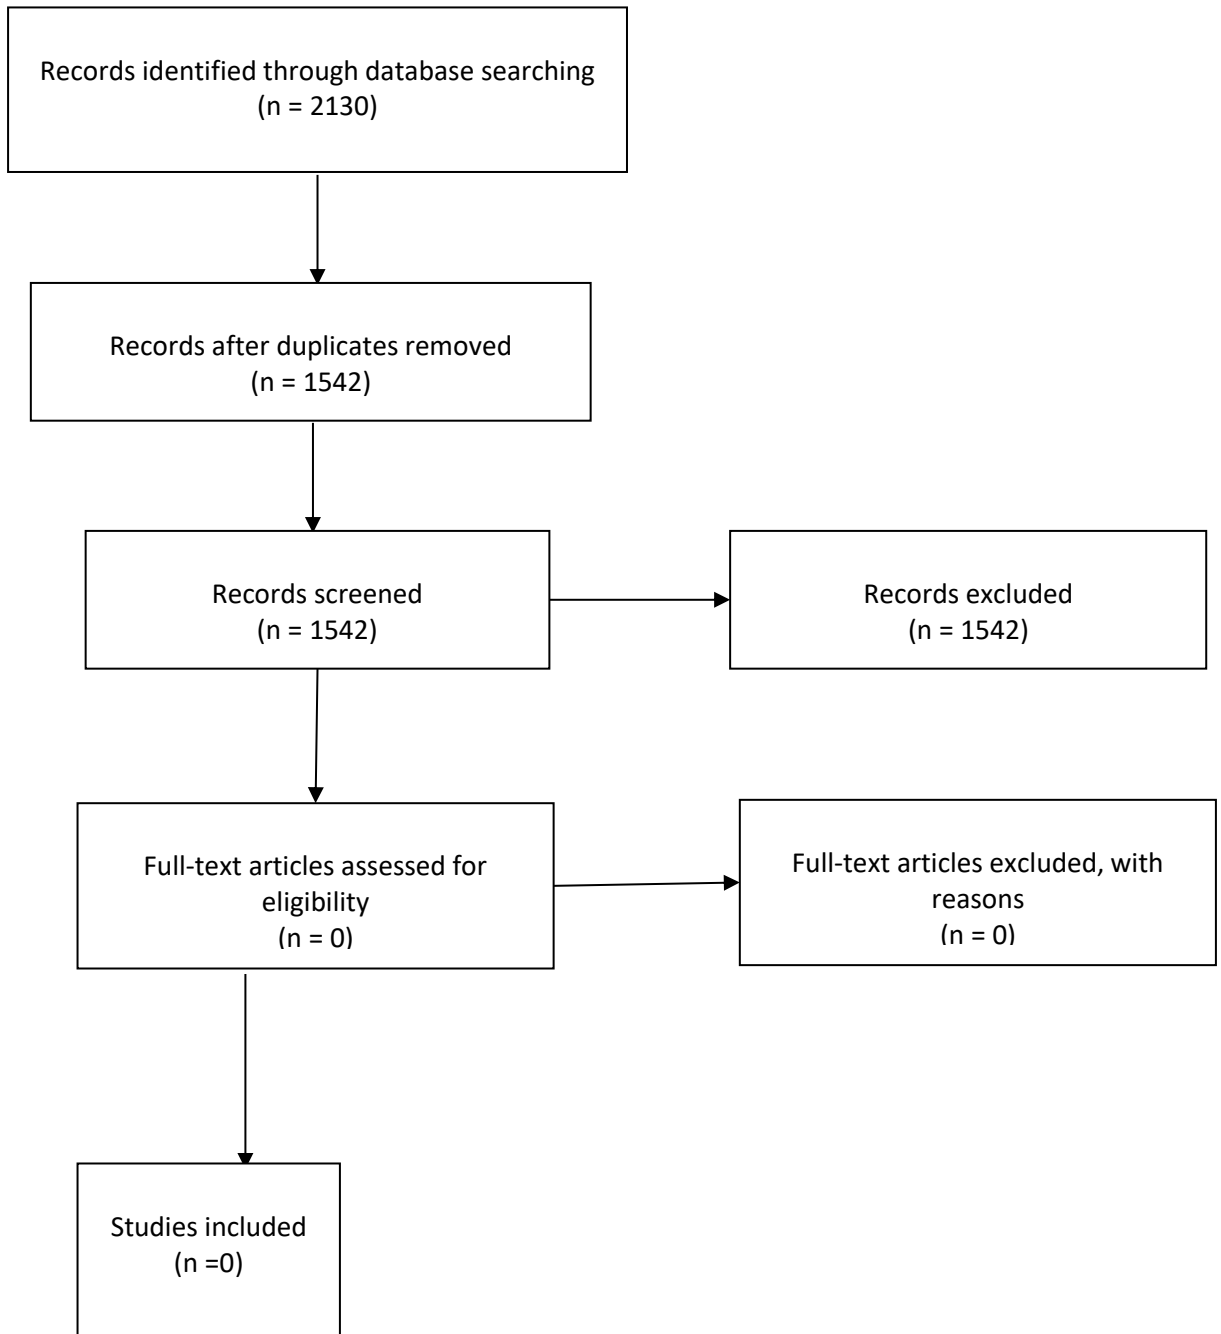 Records identified through database searching
(n = 2130)
Records after duplicates removed
(n = 1542)
Records screened
(n = 1542)
Records excluded
(n = 1542)
Full-text articles assessed for
eligibility
(n = 0)
Full-text articles excluded, with
reasons
(n = 0)
Studies included
(n =0)